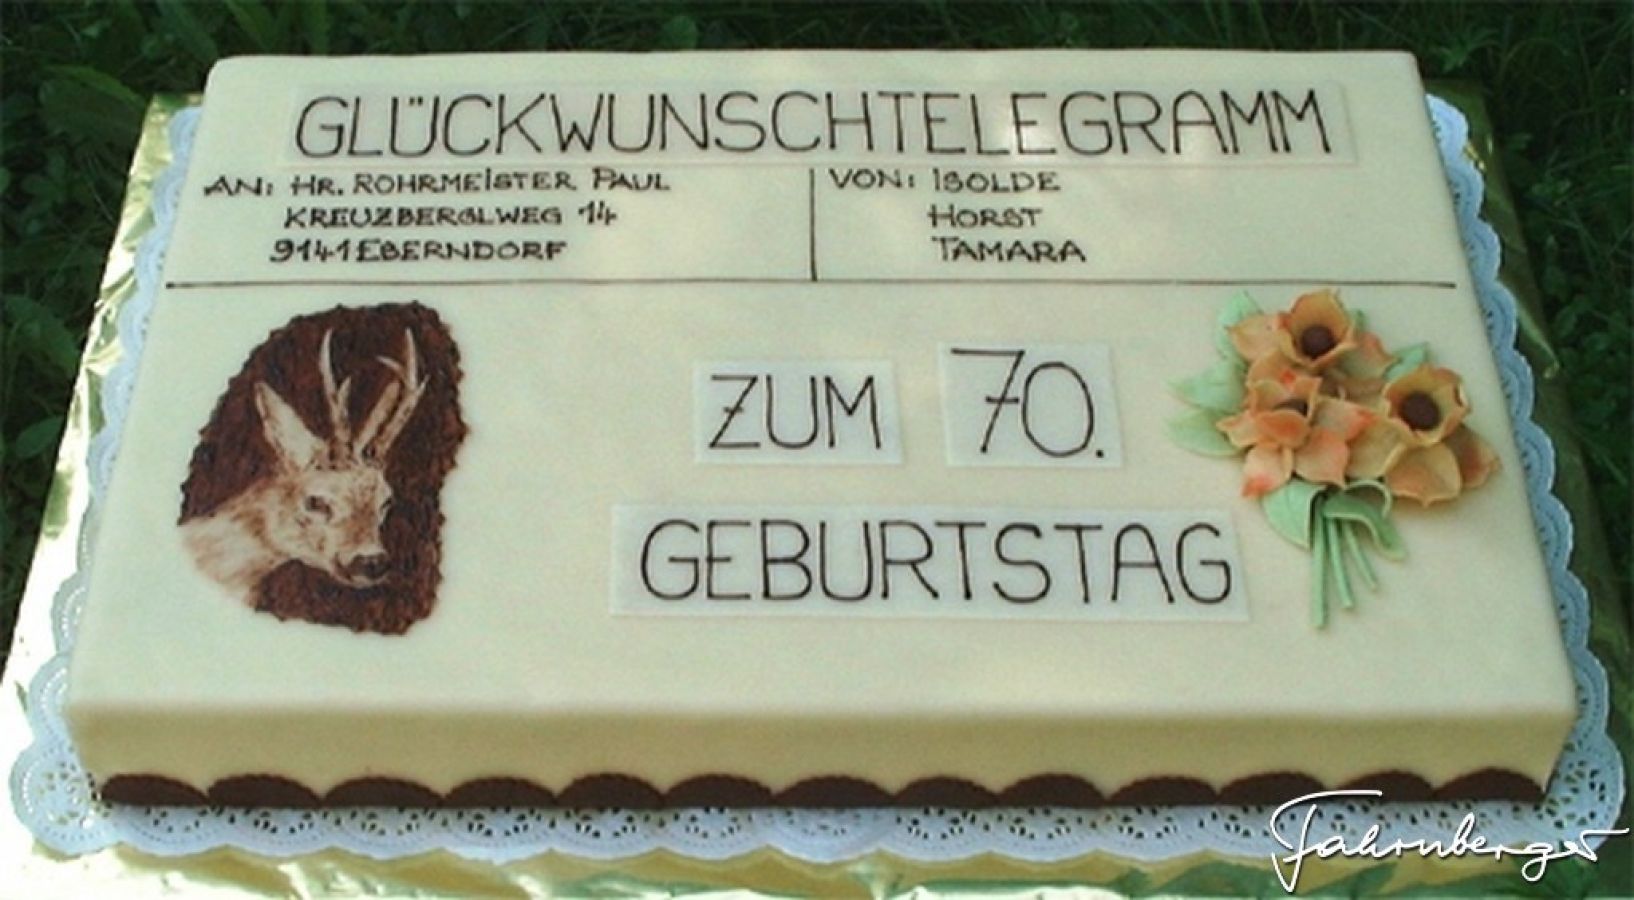 GLÜCKWUNSCHTELEGRAMM
AN: HR. ROHRMEISTER PAUL
KREUZBERGLWEG 14
9141 EBERNDORF
VON: ISOLDE
HORST
TAMARA
ZUM 70.
GEBURTSTAG
Fahrnberger